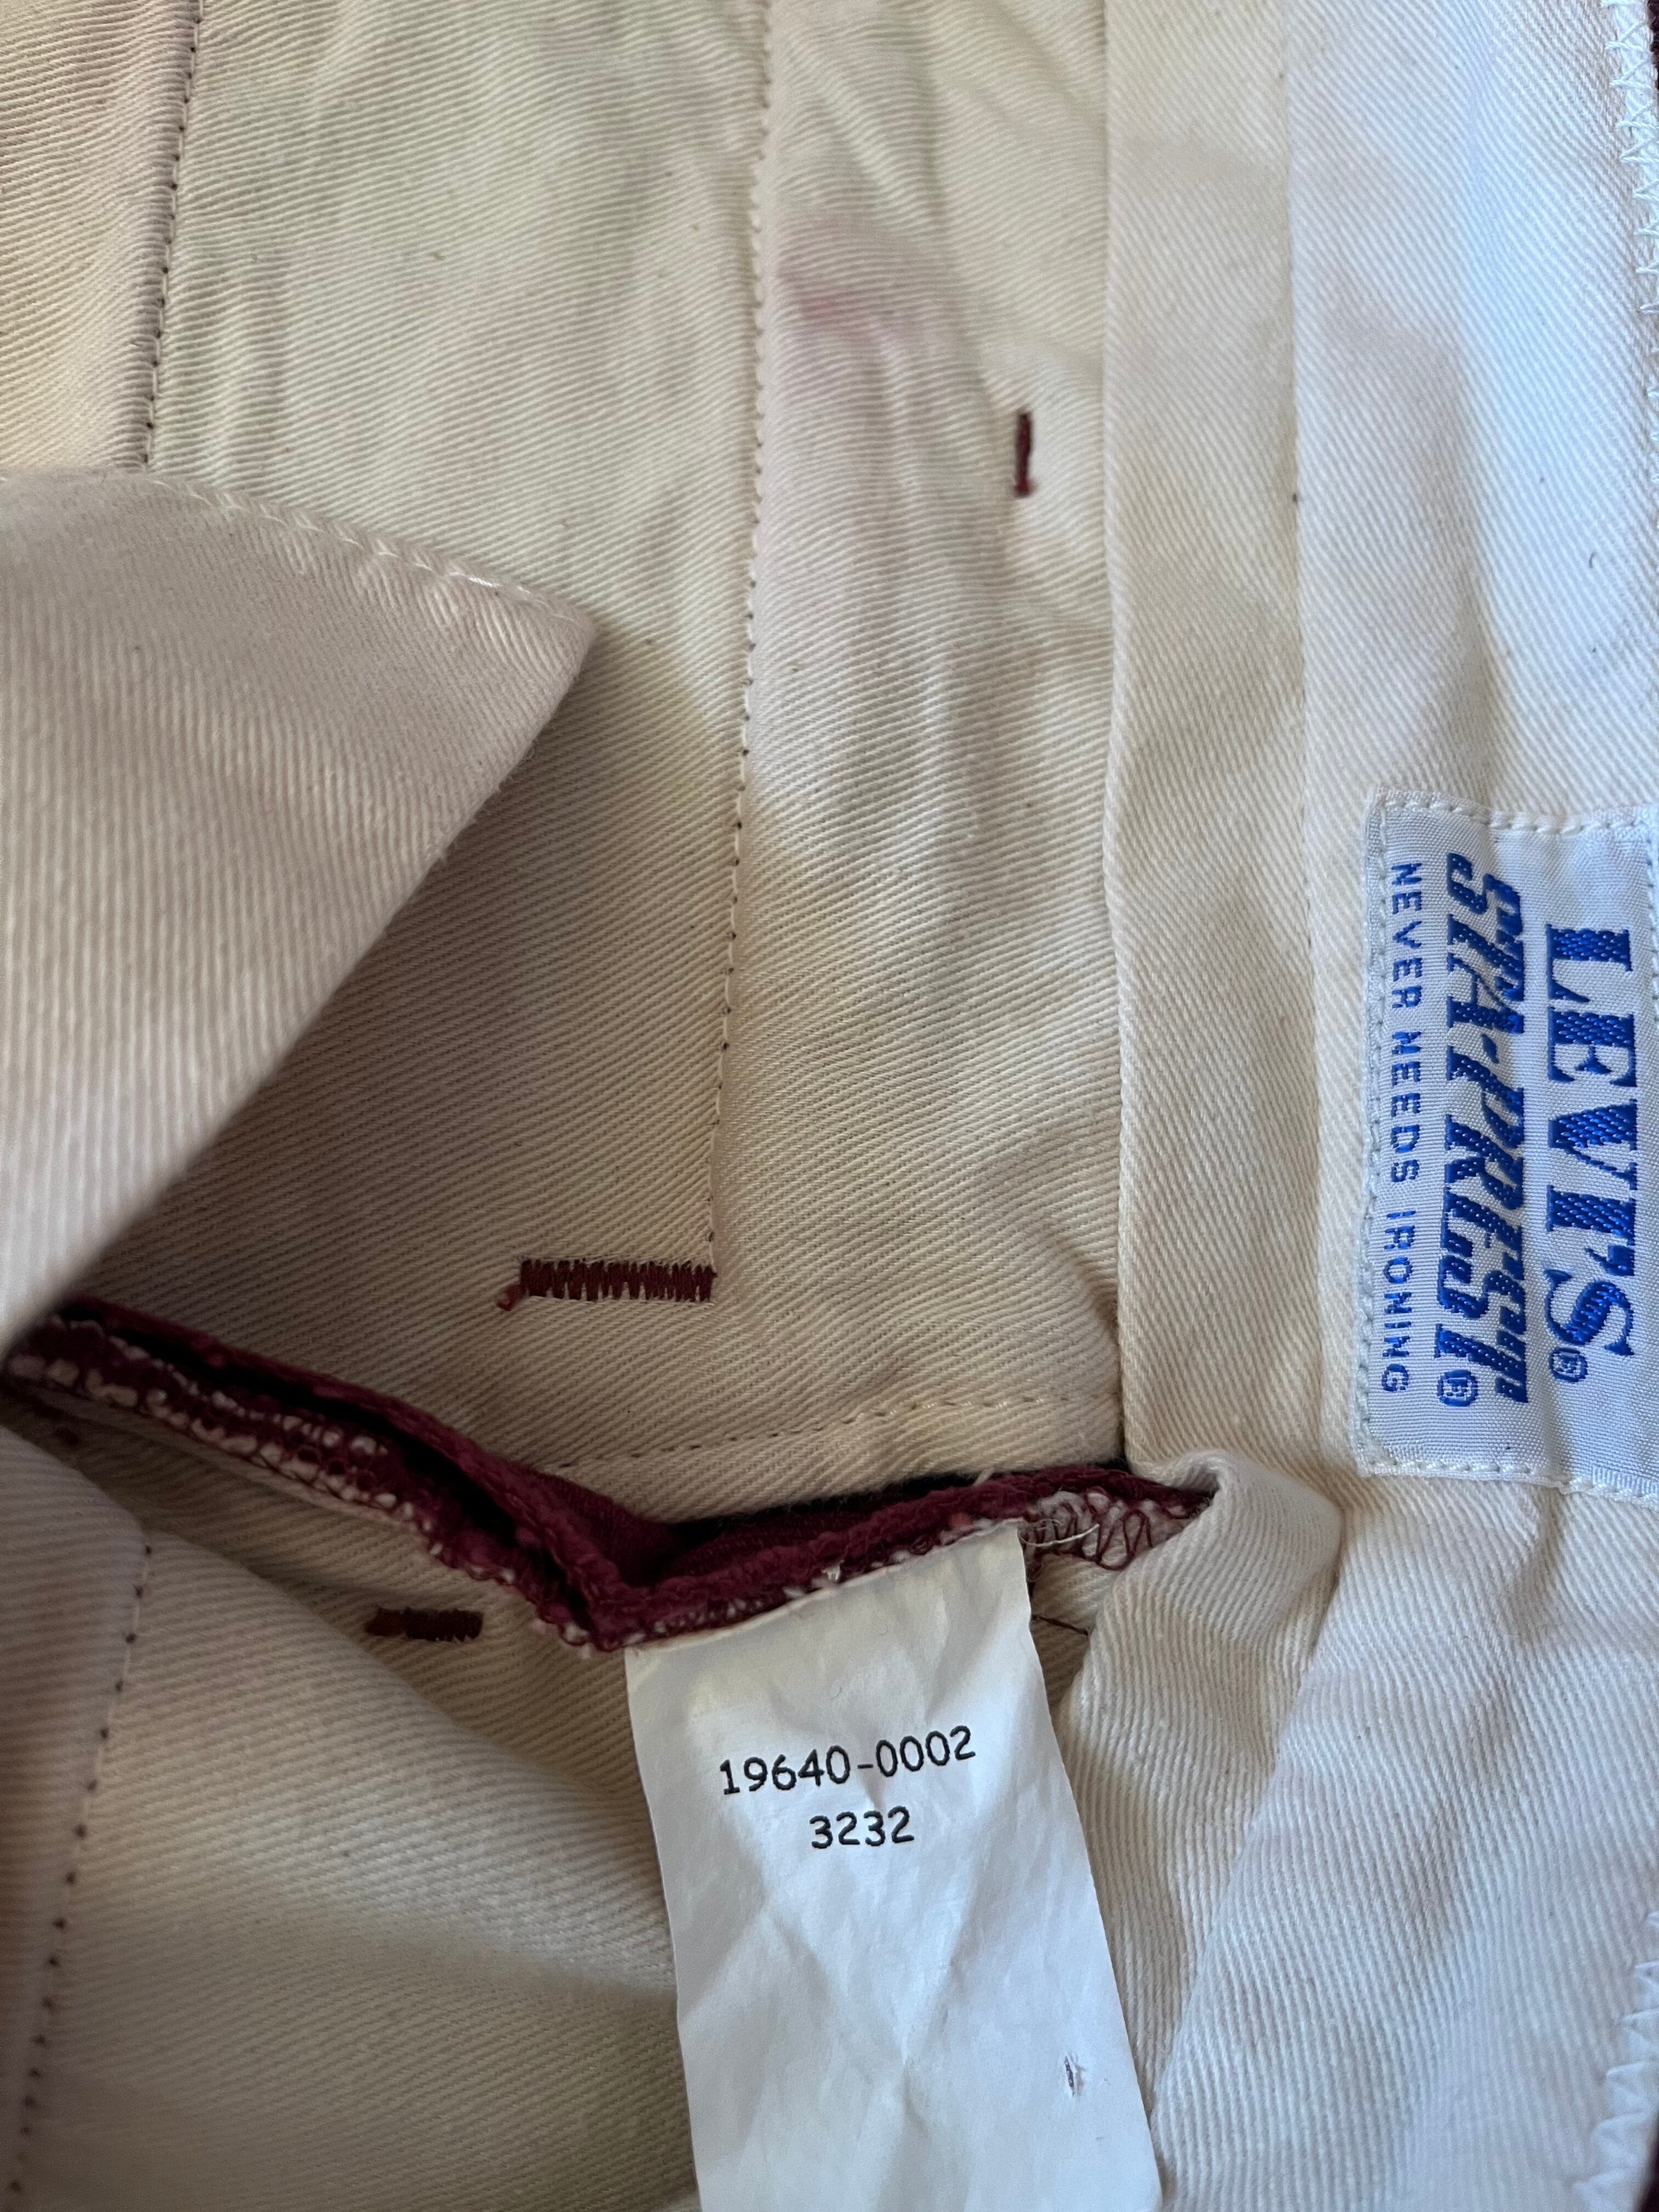 LEVI'S®
STA-PREST®
NEVER NEEDS IRONING
19640-0002
3232